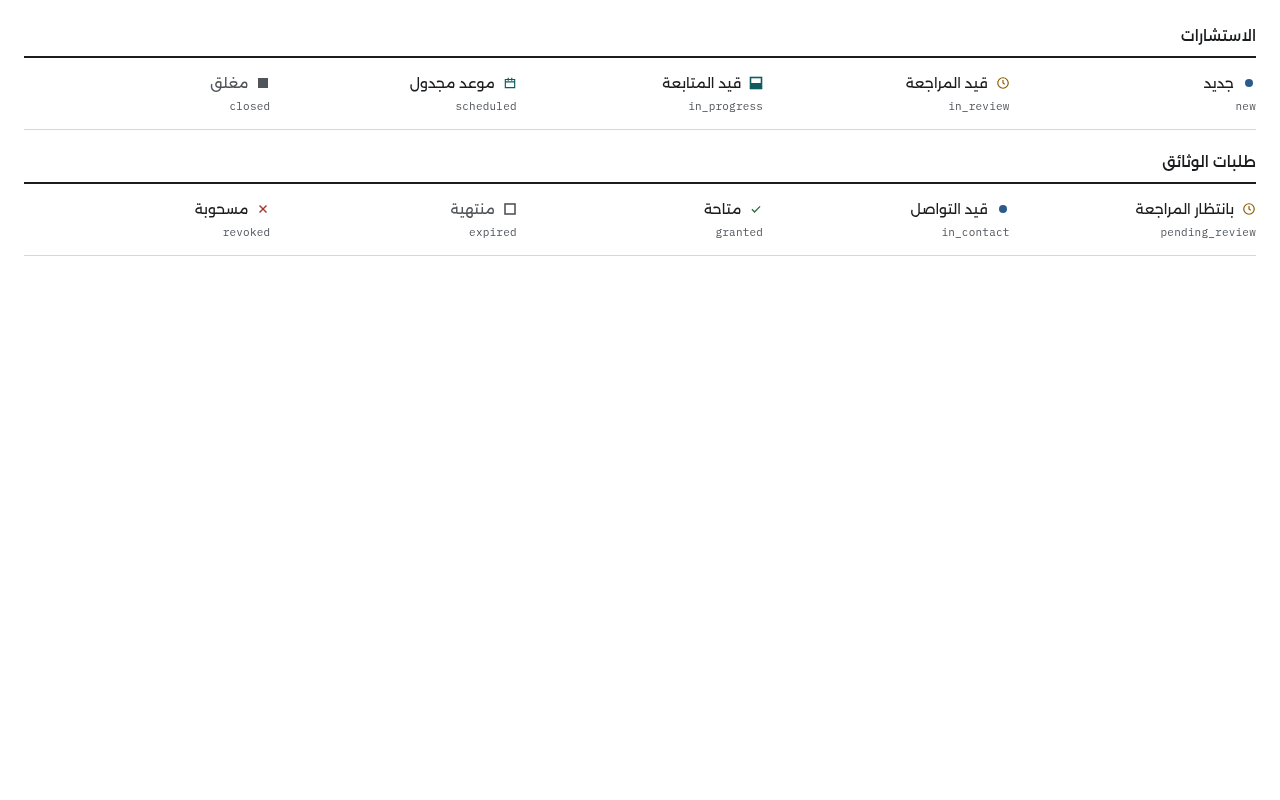 الاستشارات
جديد
new
قيد المراجعة
in_review
قيد المتابعة
in_progress
موعد مجدول
scheduled
مغلق
closed
طلبات الوثائق
بانتظار المراجعة
pending_review
قيد التواصل
in_contact
متاحة
granted
منتهية
expired
مسحوبة
revoked